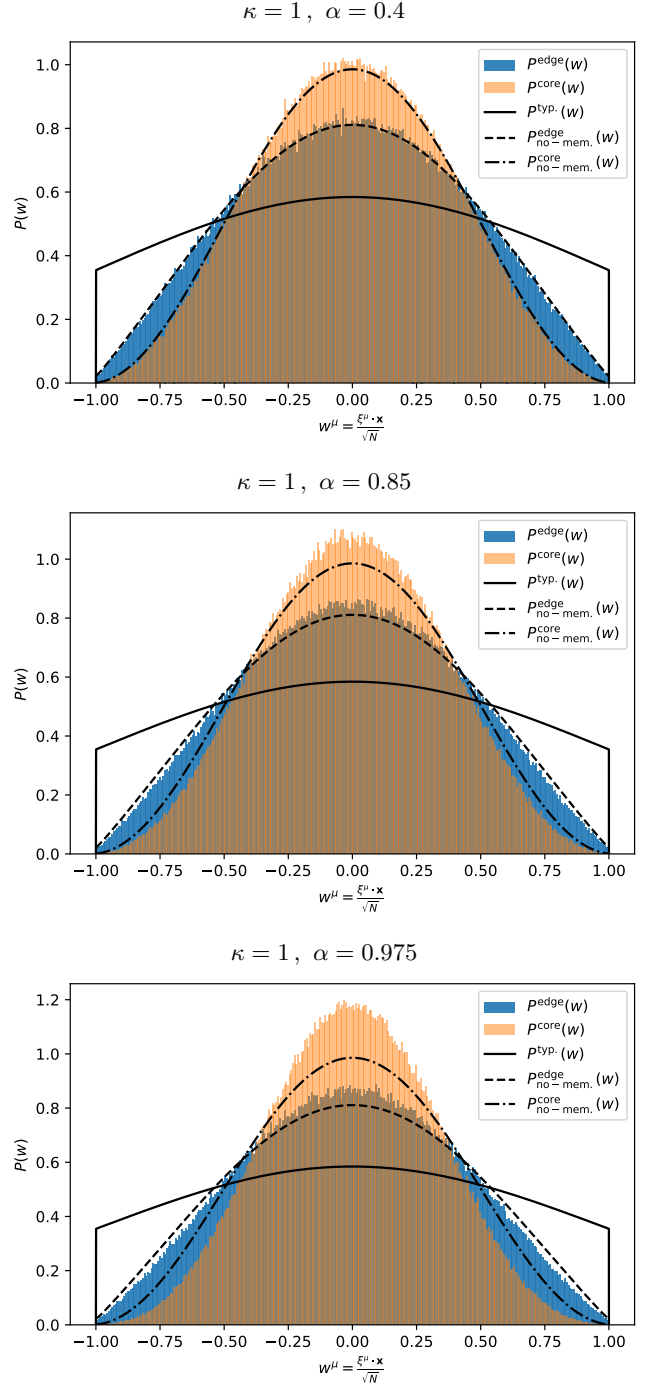 κ = 1 , α = 0.4
1.0
0.8
0.6
0.4
0.2
0.0
P(w)
P^edge(w)
P^core(w)
P^typ.(w)
P^edge_no−mem.(w)
P^core_no−mem.(w)
−1.00 −0.75 −0.50 −0.25 0.00 0.25 0.50 0.75 1.00
w^μ = ξ^μ · x / √N
κ = 1 , α = 0.85
1.0
0.8
0.6
0.4
0.2
0.0
P(w)
P^edge(w)
P^core(w)
P^typ.(w)
P^edge_no−mem.(w)
P^core_no−mem.(w)
−1.00 −0.75 −0.50 −0.25 0.00 0.25 0.50 0.75 1.00
w^μ = ξ^μ · x / √N
κ = 1 , α = 0.975
1.2
1.0
0.8
0.6
0.4
0.2
0.0
P(w)
P^edge(w)
P^core(w)
P^typ.(w)
P^edge_no−mem.(w)
P^core_no−mem.(w)
−1.00 −0.75 −0.50 −0.25 0.00 0.25 0.50 0.75 1.00
w^μ = ξ^μ · x / √N